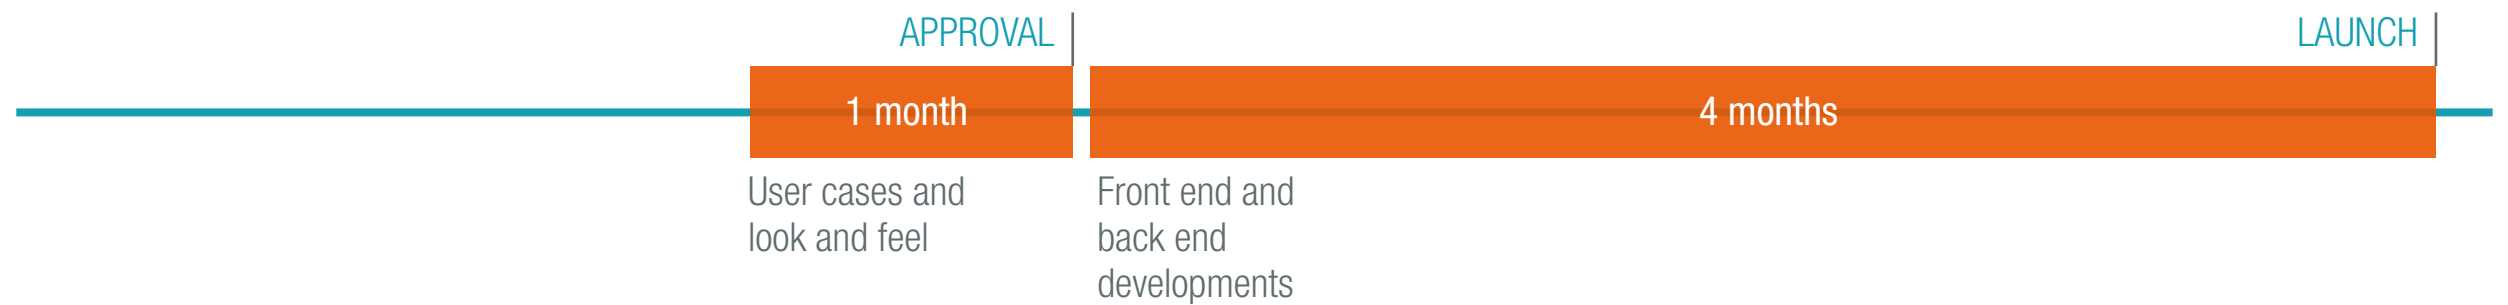 APPROVAL
LAUNCH
1 month
4 months
User cases and
look and feel
Front end and
back end
developments